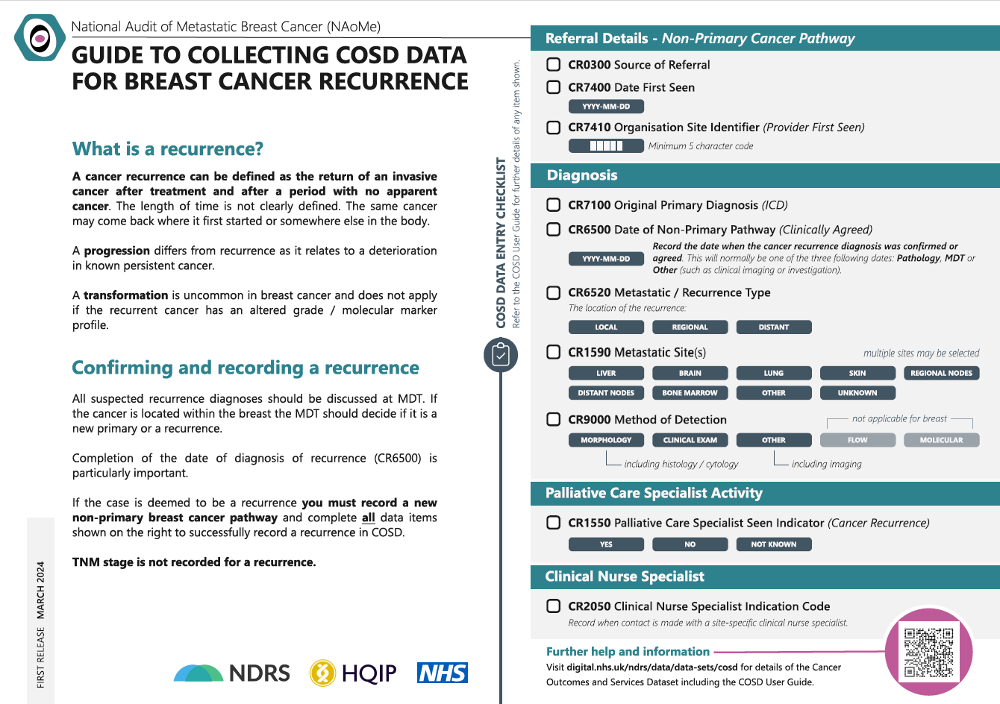 National Audit of Metastatic Breast Cancer (NAoMe)
GUIDE TO COLLECTING COSD DATA
FOR BREAST CANCER RECURRENCE
What is a recurrence?
A cancer recurrence can be defined as the return of an invasive
cancer after treatment and after a period with no apparent
cancer. The length of time is not clearly defined. The same cancer
may come back where it first started or somewhere else in the body.
A progression differs from recurrence as it relates to a deterioration
in known persistent cancer.
A transformation is uncommon in breast cancer and does not apply
if the recurrent cancer has an altered grade / molecular marker
profile.
Confirming and recording a recurrence
All suspected recurrence diagnoses should be discussed at MDT. If
the cancer is located within the breast the MDT should decide if it is a
new primary or a recurrence.
Completion of the date of diagnosis of recurrence (CR6500) is
particularly important.
If the case is deemed to be a recurrence you must record a new
non-primary breast cancer pathway and complete all data items
shown on the right to successfully record a recurrence in COSD.
TNM stage is not recorded for a recurrence.
FIRST RELEASE MARCH 2024
NDRS
HQIP
NHS
COSD DATA ENTRY CHECKLIST
Refer to the COSD User Guide for further details of any item shown.
Referral Details - Non-Primary Cancer Pathway
CR0300 Source of Referral
CR7400 Date First Seen
YYYY-MM-DD
CR7410 Organisation Site Identifier (Provider First Seen)
Minimum 5 character code
Diagnosis
CR7100 Original Primary Diagnosis (ICD)
CR6500 Date of Non-Primary Pathway (Clinically Agreed)
YYYY-MM-DD
Record the date when the cancer recurrence diagnosis was confirmed or
agreed. This will normally be one of the three following dates: Pathology, MDT or
Other (such as clinical imaging or investigation).
CR6520 Metastatic / Recurrence Type
The location of the recurrence:
LOCAL REGIONAL DISTANT
CR1590 Metastatic Site(s) multiple sites may be selected
LIVER BRAIN LUNG SKIN REGIONAL NODES
DISTANT NODES BONE MARROW OTHER UNKNOWN
CR9000 Method of Detection not applicable for breast
MORPHOLOGY CLINICAL EXAM OTHER FLOW MOLECULAR
including histology / cytology including imaging
Palliative Care Specialist Activity
CR1550 Palliative Care Specialist Seen Indicator (Cancer Recurrence)
YES NO NOT KNOWN
Clinical Nurse Specialist
CR2050 Clinical Nurse Specialist Indication Code
Record when contact is made with a site-specific clinical nurse specialist.
Further help and information
Visit digital.nhs.uk/ndrs/data/data-sets/cosd for details of the Cancer
Outcomes and Services Dataset including the COSD User Guide.